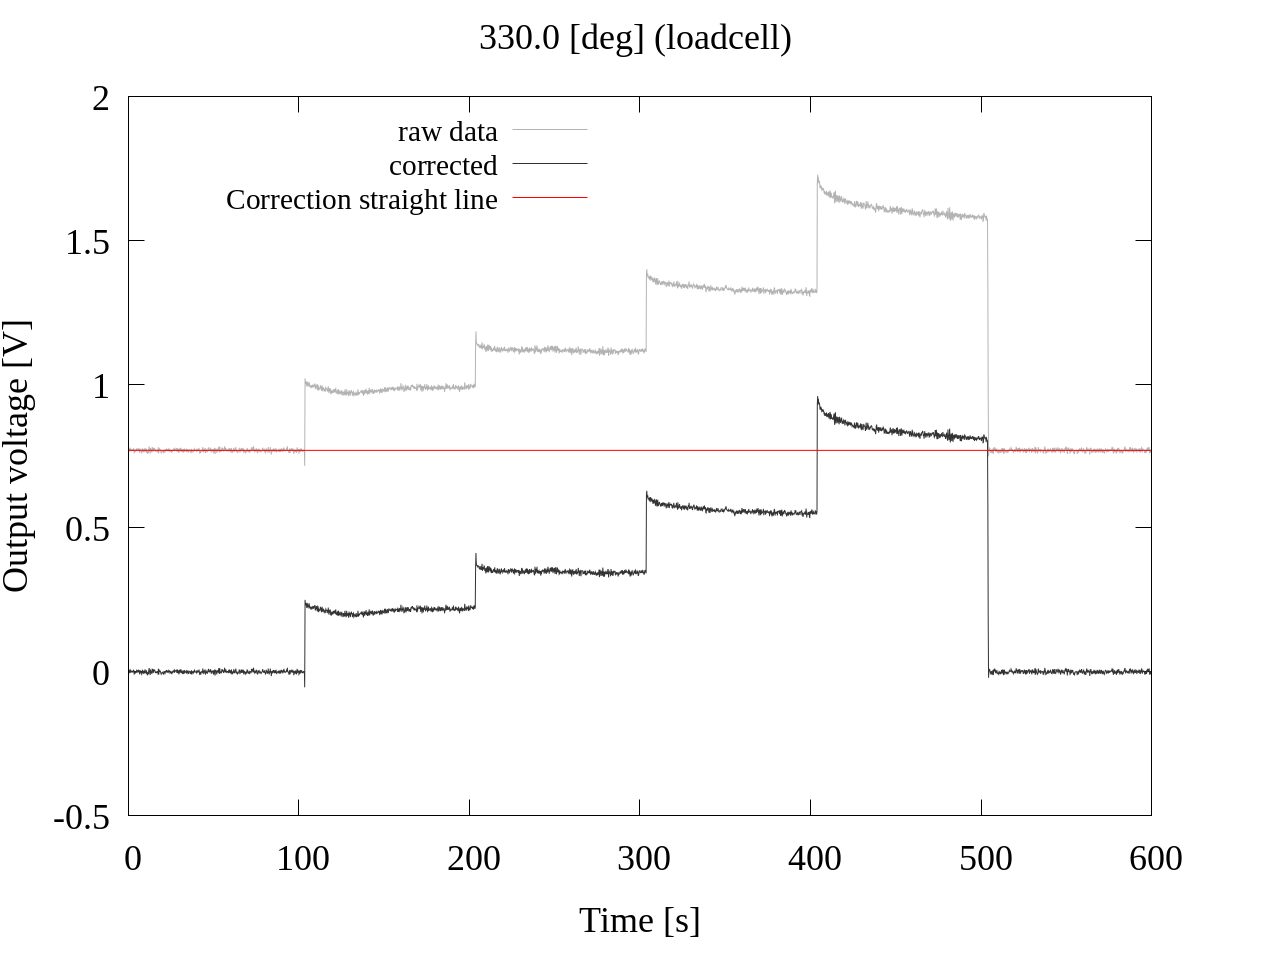 330.0 [deg] (loadcell)
2
raw data
corrected
Correction straight line
1.5
1
0.5
0
-0.5
Output voltage [V]
0 100 200 300 400 500 600
Time [s]